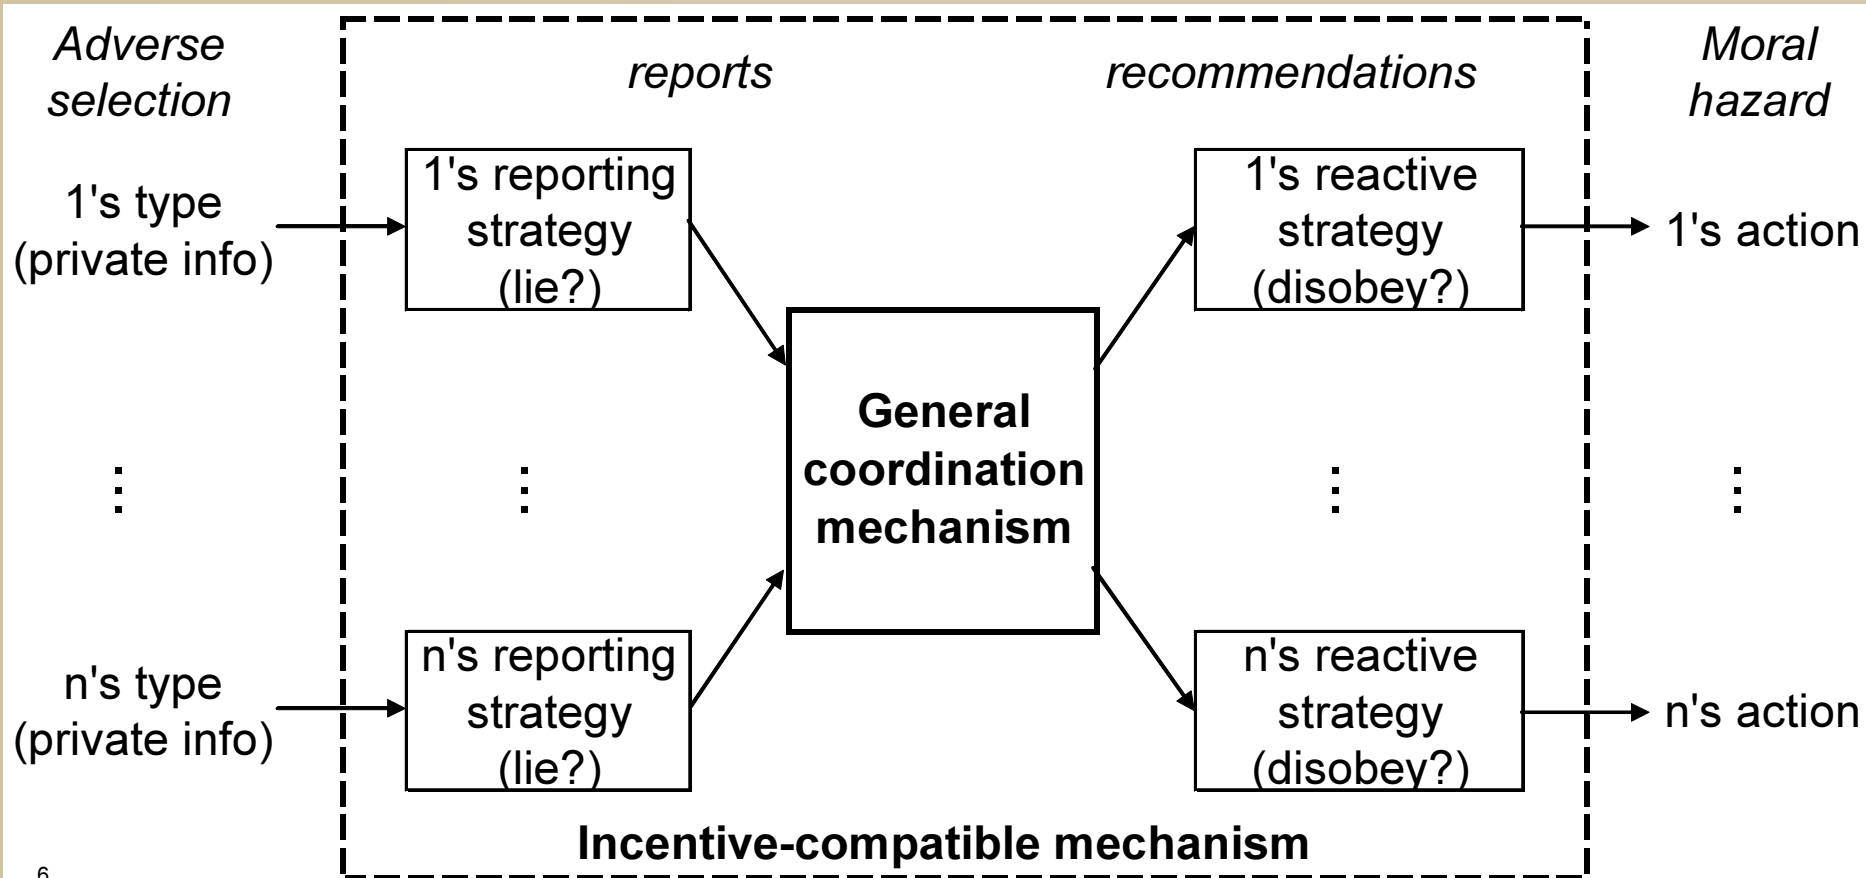 Adverse
selection
reports
recommendations
Moral
hazard
1's type
(private info)
1's reporting
strategy
(lie?)
1's reactive
strategy
(disobey?)
1's action
General
coordination
mechanism
n's type
(private info)
n's reporting
strategy
(lie?)
n's reactive
strategy
(disobey?)
n's action
Incentive-compatible mechanism
6